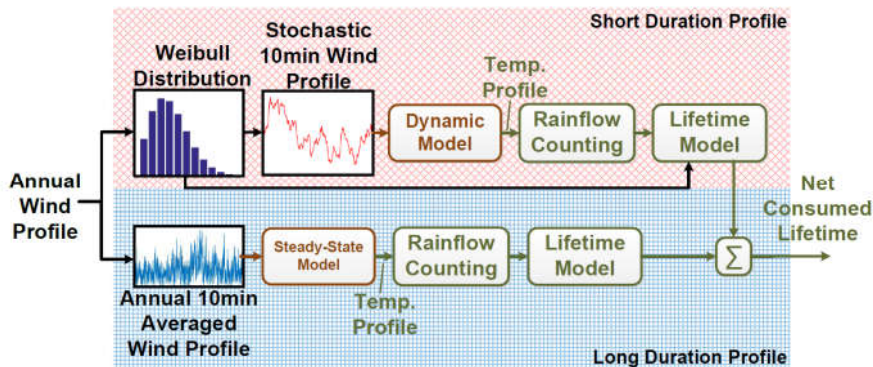 Short Duration Profile
Weibull
Distribution
Stochastic
10min Wind
Profile
Temp.
Profile
Dynamic
Model
Rainflow
Counting
Lifetime
Model
Annual
Wind
Profile
Net
Consumed
Lifetime
Steady-State
Model
Rainflow
Counting
Lifetime
Model
Σ
Temp.
Profile
Annual 10min
Averaged
Wind Profile
Long Duration Profile